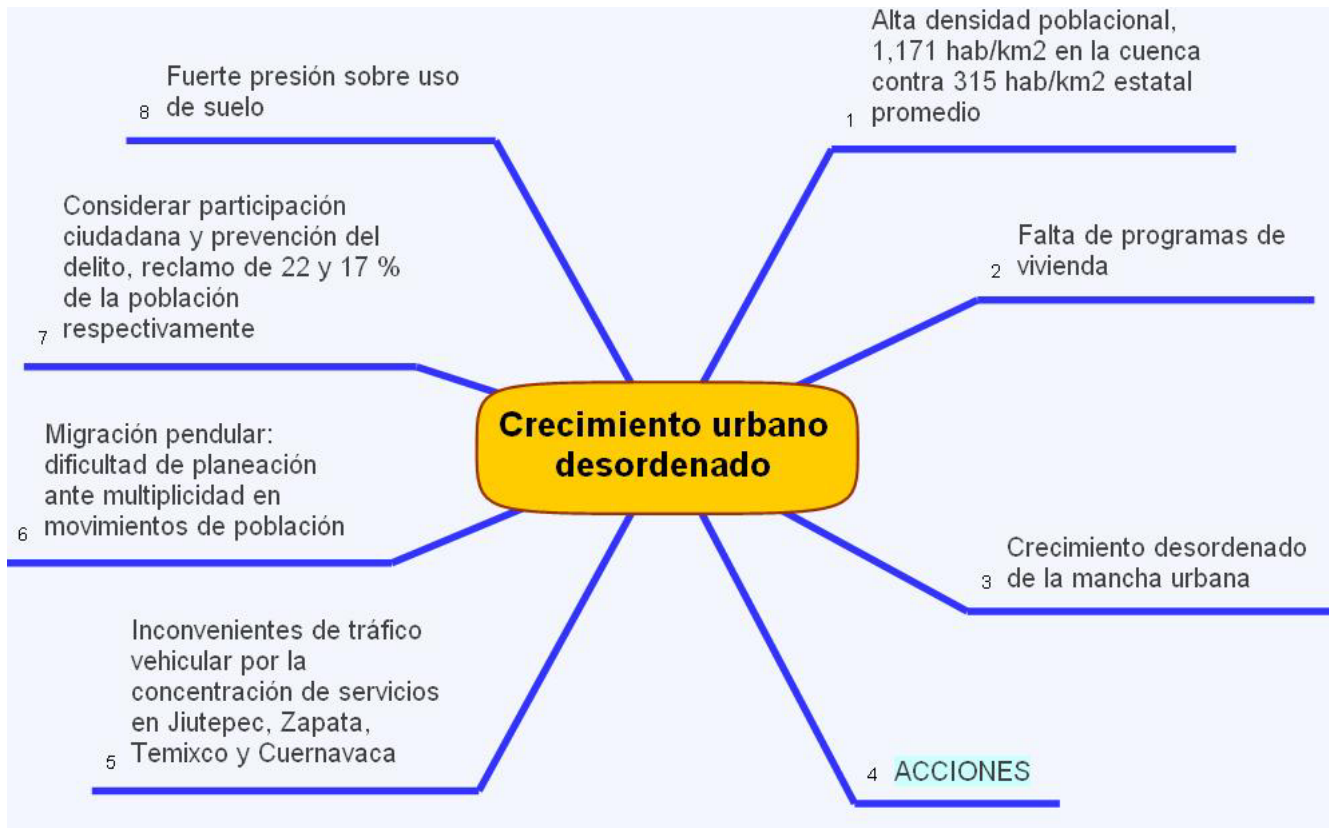 Crecimiento urbano
desordenado
1 Alta densidad poblacional,
1,171 hab/km2 en la cuenca
contra 315 hab/km2 estatal
promedio
2 Falta de programas de
vivienda
3 Crecimiento desordenado
de la mancha urbana
4 ACCIONES
5 Inconvenientes de tráfico
vehicular por la
concentración de servicios
en Jiutepec, Zapata,
Temixco y Cuernavaca
6 Migración pendular:
dificultad de planeación
ante multiplicidad en
movimientos de población
7 Considerar participación
ciudadana y prevención del
delito, reclamo de 22 y 17 %
de la población
respectivamente
8 Fuerte presión sobre uso
de suelo